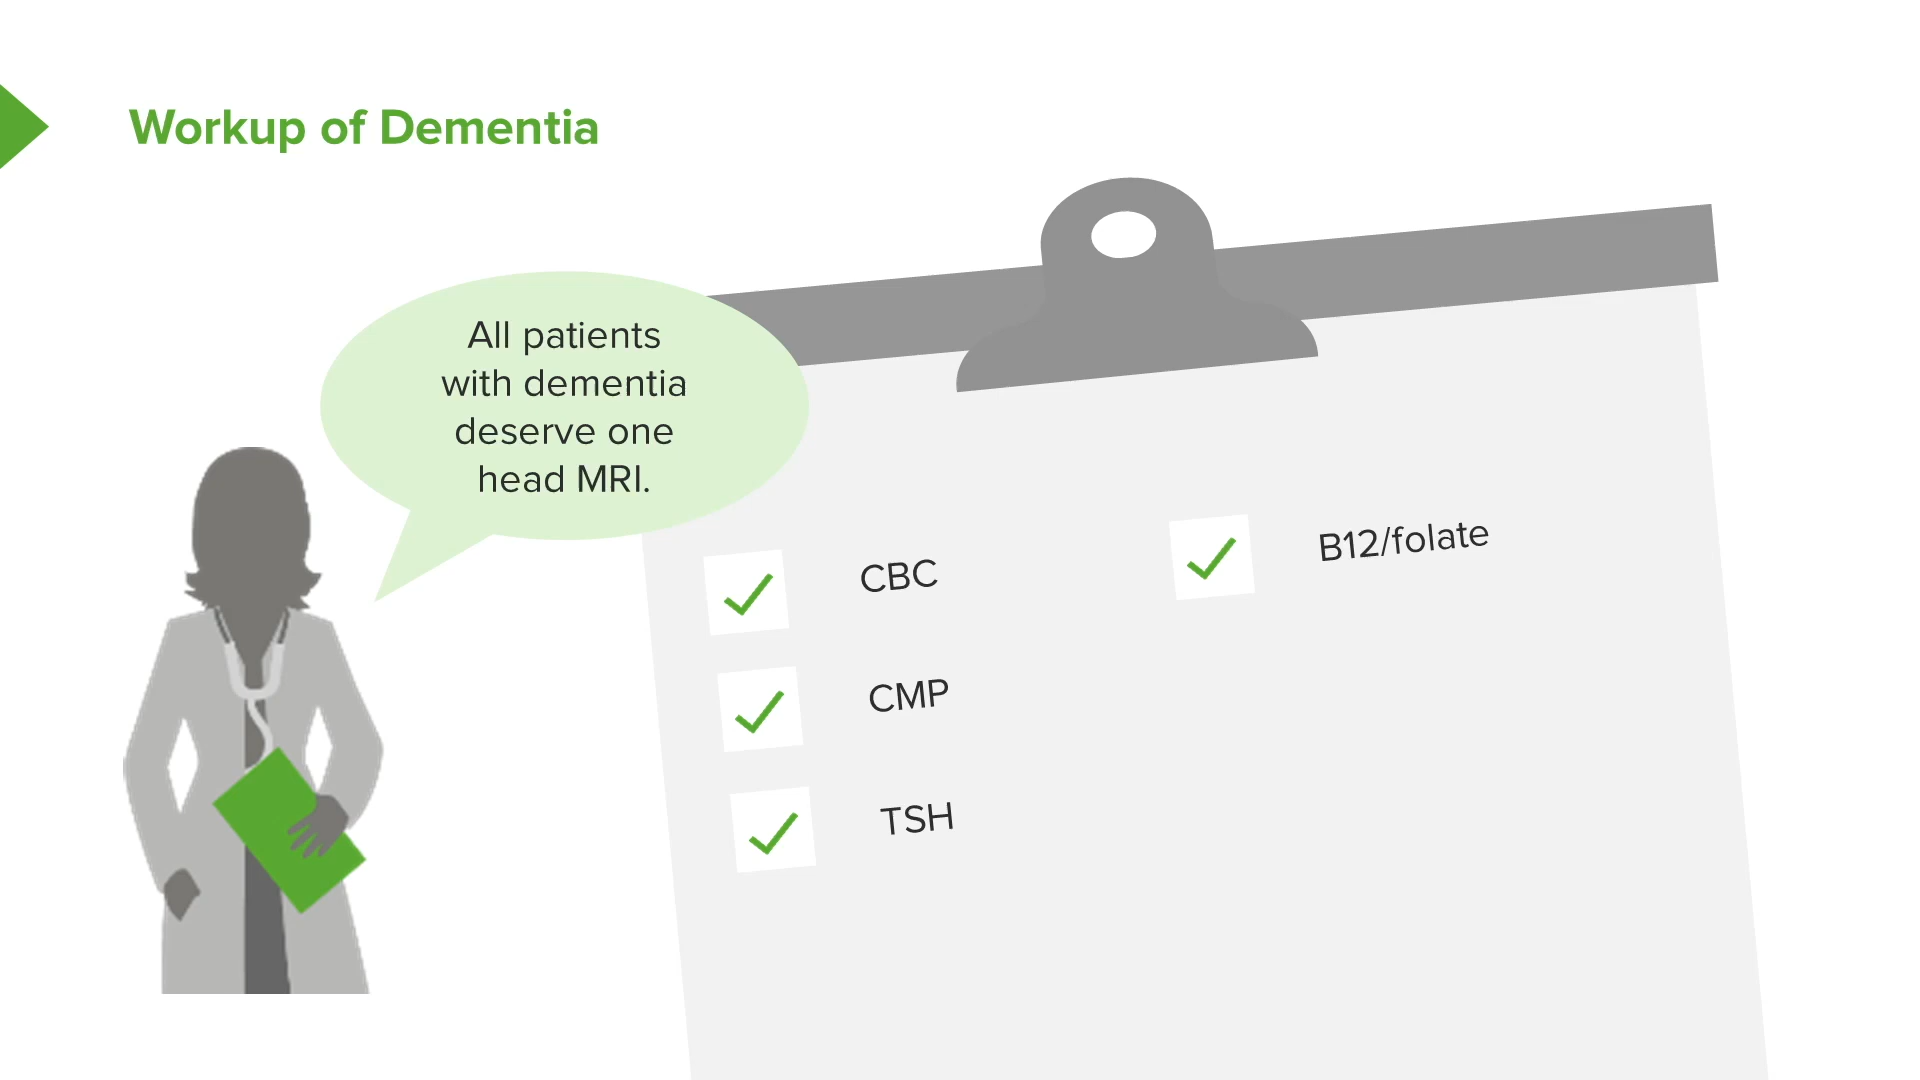 Workup of Dementia
All patients
with dementia
deserve one
head MRI.
CBC
CMP
TSH
B12/folate